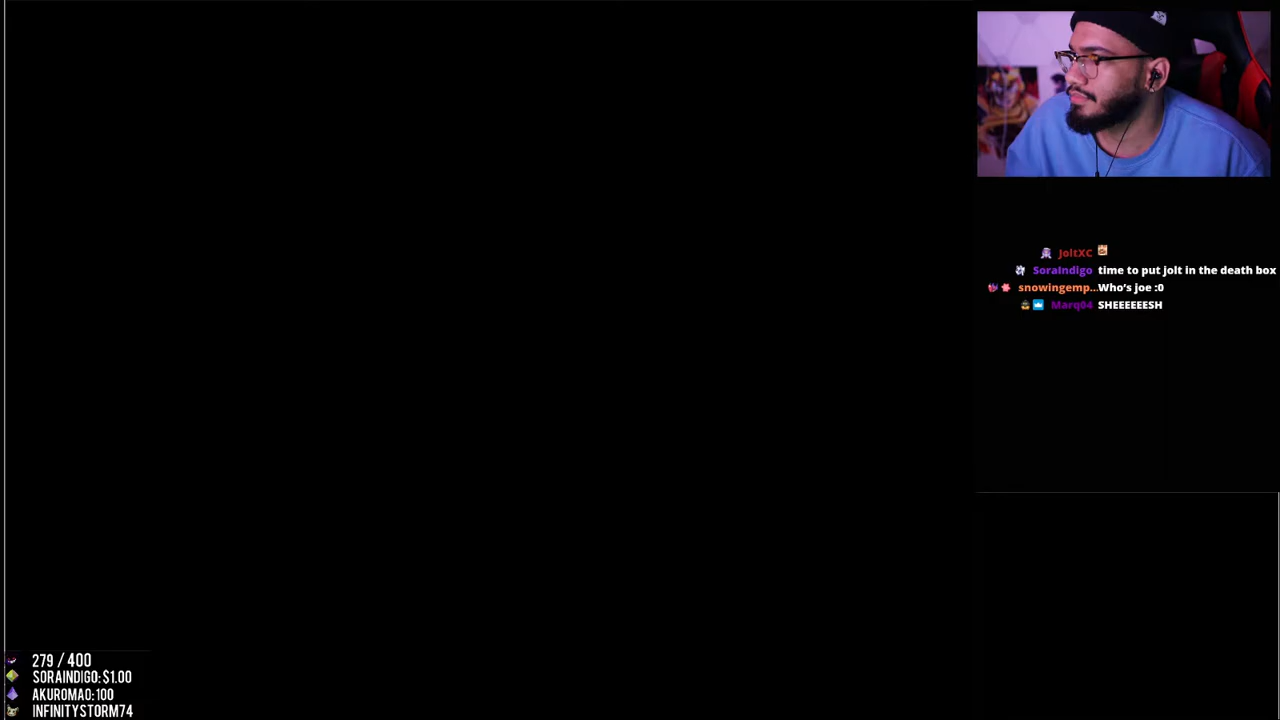 JoltXC
SoraIndigo time to put jolt in the death box
snowingemp... Who's joe :0
Marq04 SHEEEEEESH
279 / 400
SORAINDIGO: $1.00
AKUROMAO: 100
INFINITYSTORM74